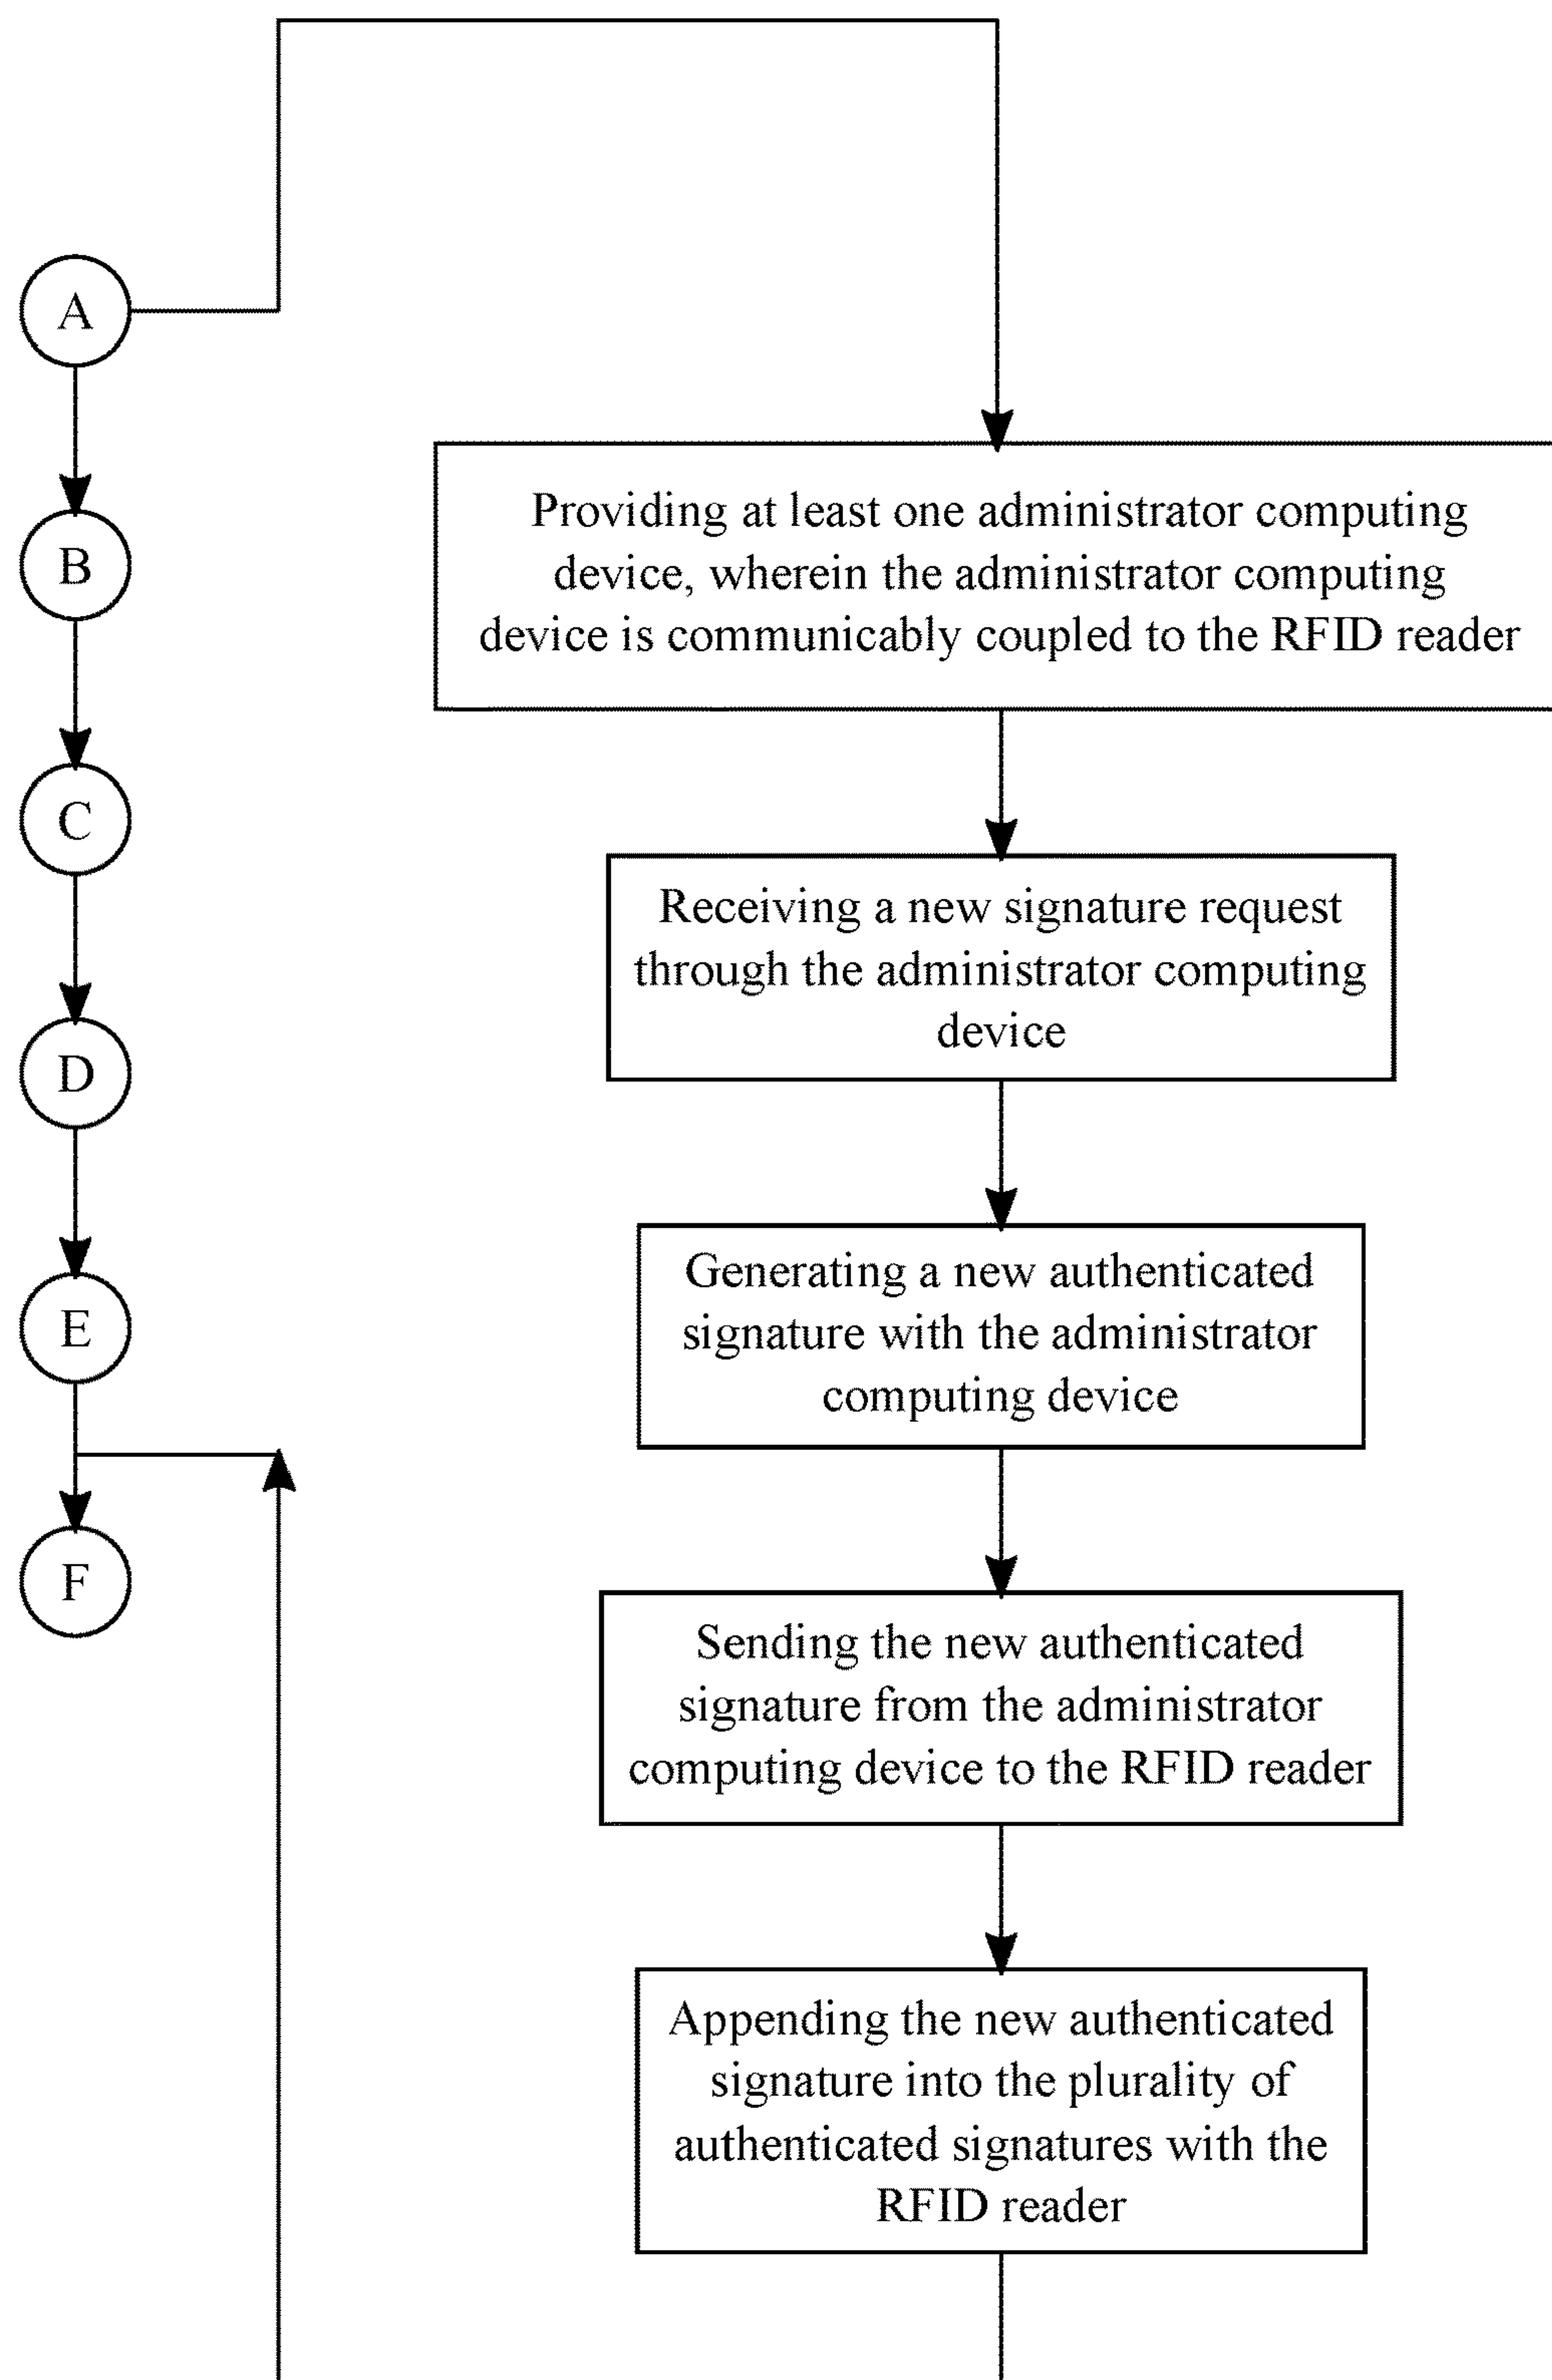 A
B
C
D
E
F
Providing at least one administrator computing
device, wherein the administrator computing
device is communicably coupled to the RFID reader
Receiving a new signature request
through the administrator computing
device
Generating a new authenticated
signature with the administrator
computing device
Sending the new authenticated
signature from the administrator
computing device to the RFID reader
Appending the new authenticated
signature into the plurality of
authenticated signatures with the
RFID reader